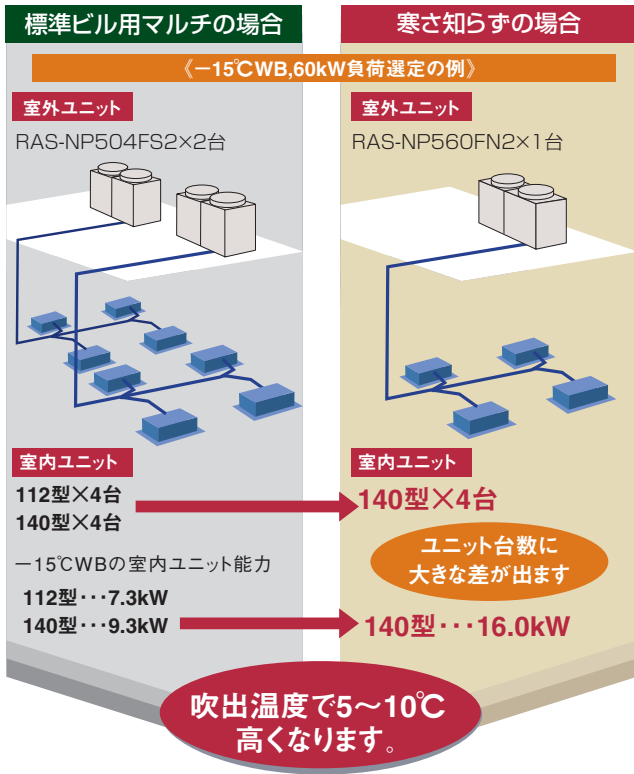 標準ビル用マルチの場合
寒さ知らずの場合
《−15℃WB,60kW負荷選定の例》
室外ユニット
RAS-NP504FS2×2台
室外ユニット
RAS-NP560FN2×1台
室内ユニット
112型×4台
140型×4台
室内ユニット
140型×4台
ユニット台数に
大きな差が出ます
−15℃WBの室内ユニット能力
112型･･･7.3kW
140型･･･9.3kW
140型･･･16.0kW
吹出温度で5〜10℃
高くなります。